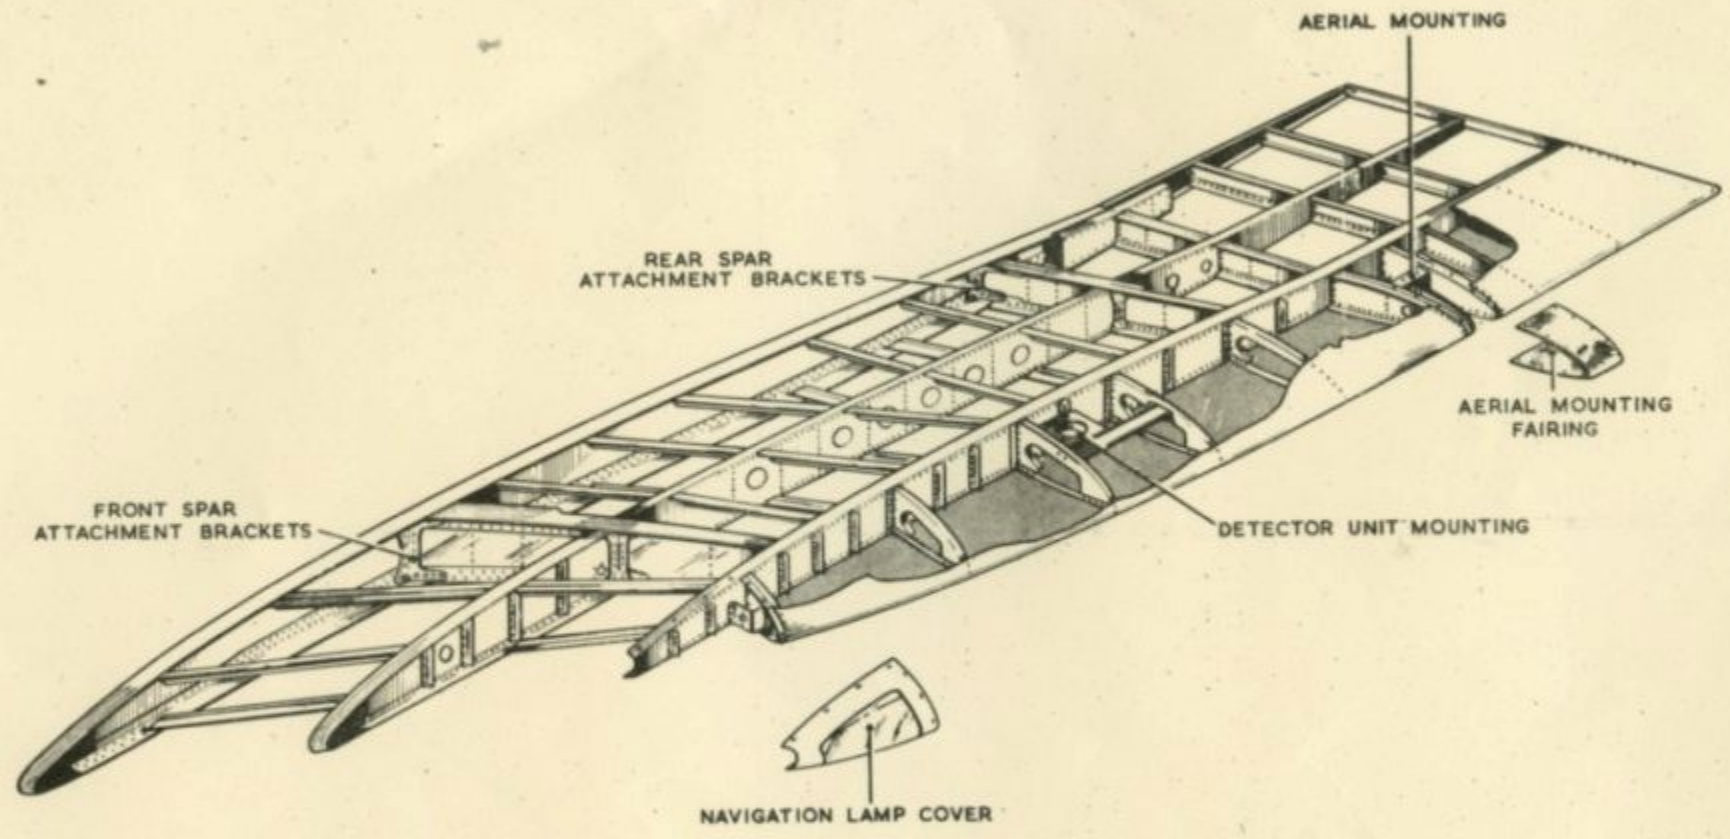 AERIAL MOUNTING
REAR SPAR
ATTACHMENT BRACKETS
AERIAL MOUNTING
FAIRING
FRONT SPAR
ATTACHMENT BRACKETS
DETECTOR UNIT MOUNTING
NAVIGATION LAMP COVER